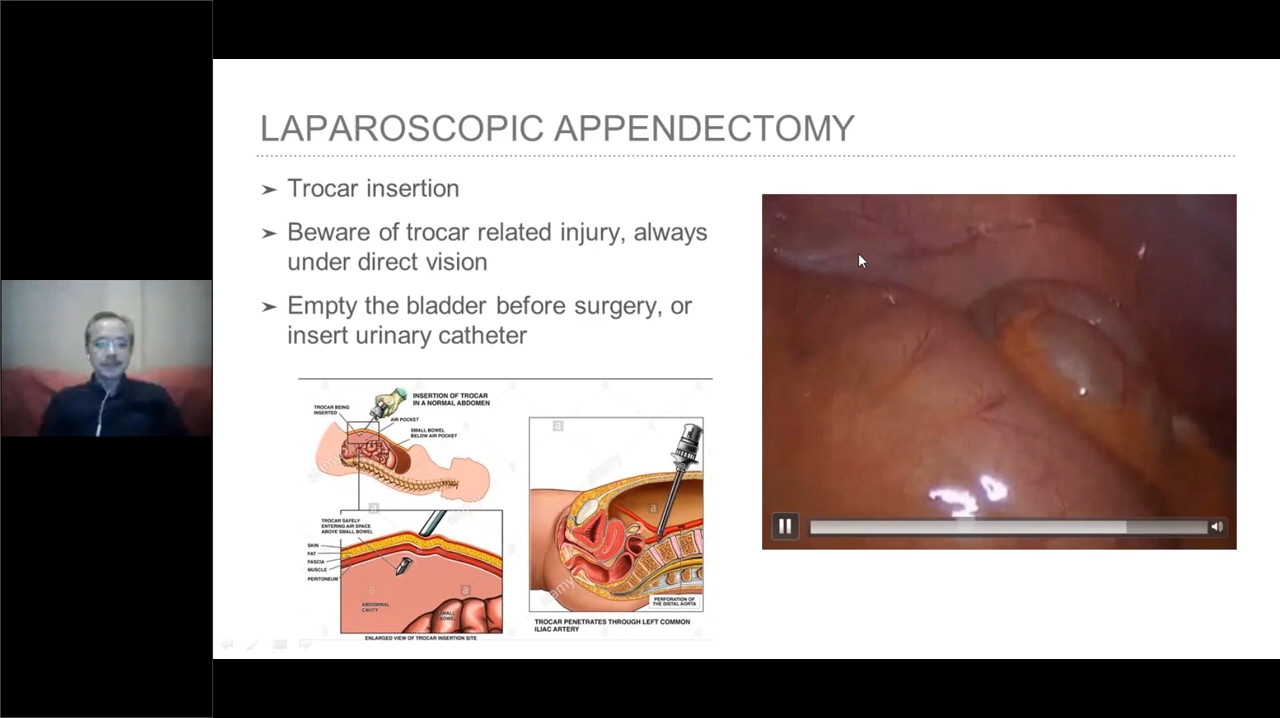 LAPAROSCOPIC APPENDECTOMY
➤ Trocar insertion
➤ Beware of trocar related injury, always
under direct vision
➤ Empty the bladder before surgery, or
insert urinary catheter
INSERTION OF TROCAR
IN A NORMAL ABDOMEN
TROCAR BEING
INSERTED
AIR POCKET
SMALL BOWEL
BELOW AIR POCKET
TROCAR SAFELY
ENTERING AIR SPACE
ABOVE SMALL BOWEL
SKIN
FAT
FASCIA
MUSCLE
PERITONEUM
ABDOMINAL
CAVITY
SMALL
BOWEL
ENLARGED VIEW OF TROCAR INSERTION SITE
a
a
a
a
a
alamy
alamy
PERFORATION OF
THE DISTAL AORTA
TROCAR PENETRATES THROUGH LEFT COMMON
ILIAC ARTERY